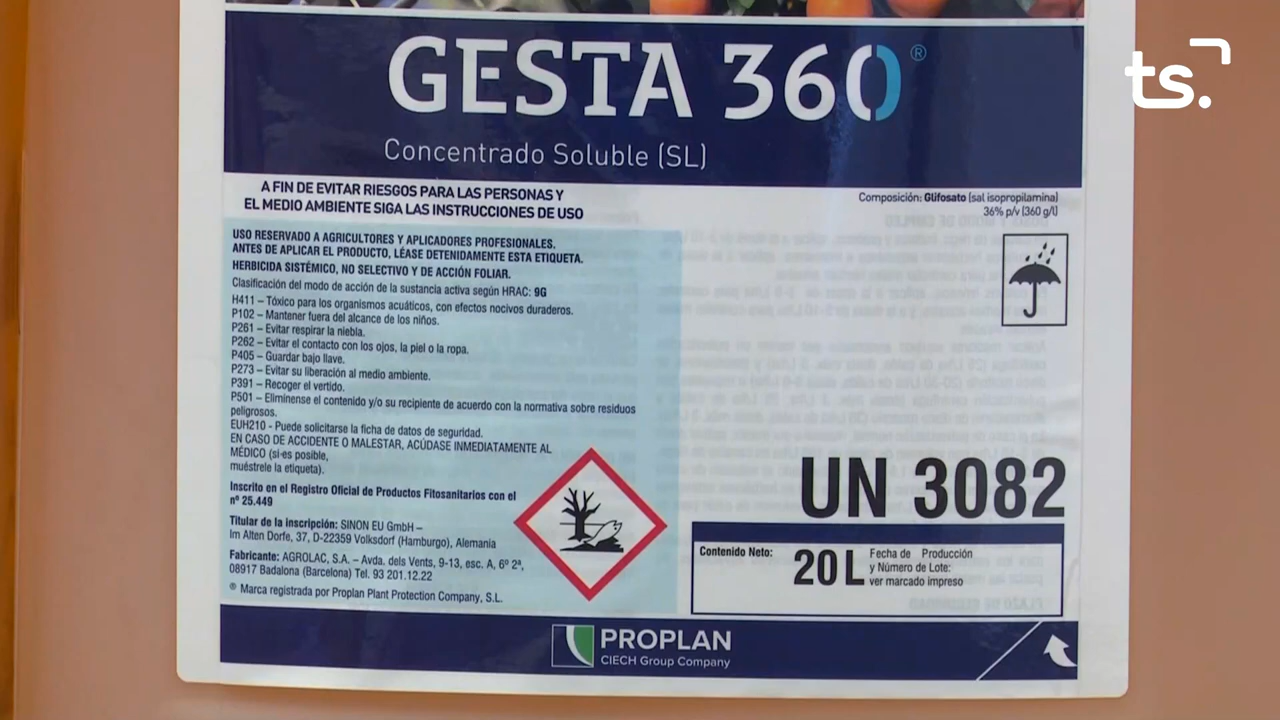 GESTA 360®
ts.
Concentrado Soluble (SL)
A FIN DE EVITAR RIESGOS PARA LAS PERSONAS Y
EL MEDIO AMBIENTE SIGA LAS INSTRUCCIONES DE USO
Composición: Glifosato (sal isopropilamina)
36% p/v (360 g/l)
USO RESERVADO A AGRICULTORES Y APLICADORES PROFESIONALES.
ANTES DE APLICAR EL PRODUCTO, LÉASE DETENIDAMENTE ESTA ETIQUETA.
HERBICIDA SISTÉMICO, NO SELECTIVO Y DE ACCIÓN FOLIAR.
Clasificación del modo de acción de la sustancia activa según HRAC: 9G
H411 – Tóxico para los organismos acuáticos, con efectos nocivos duraderos.
P102 – Mantener fuera del alcance de los niños.
P261 – Evitar respirar la niebla.
P262 – Evitar el contacto con los ojos, la piel o la ropa.
P405 – Guardar bajo llave.
P273 – Evitar su liberación al medio ambiente.
P391 – Recoger el vertido.
P501 – Elimínense el contenido y/o su recipiente de acuerdo con la normativa sobre residuos
peligrosos.
EUH210 - Puede solicitarse la ficha de datos de seguridad.
EN CASO DE ACCIDENTE O MALESTAR, ACÚDASE INMEDIATAMENTE AL
MÉDICO (si es posible,
muéstrele la etiqueta).
Inscrito en el Registro Oficial de Productos Fitosanitarios con el
nº 25.449
Titular de la inscripción: SINON EU GmbH –
Im Alten Dorfe, 37, D-22359 Volksdorf (Hamburgo), Alemania
Fabricante: AGROLAC, S.A. – Avda. dels Vents, 9-13, esc. A, 6º 2ª,
08917 Badalona (Barcelona) Tel. 93 201.12.22
® Marca registrada por Proplan Plant Protection Company, S.L.
UN 3082
Contenido Neto: 20 L
Fecha de Producción
y Número de Lote:
ver marcado impreso
PROPLAN
CIECH Group Company